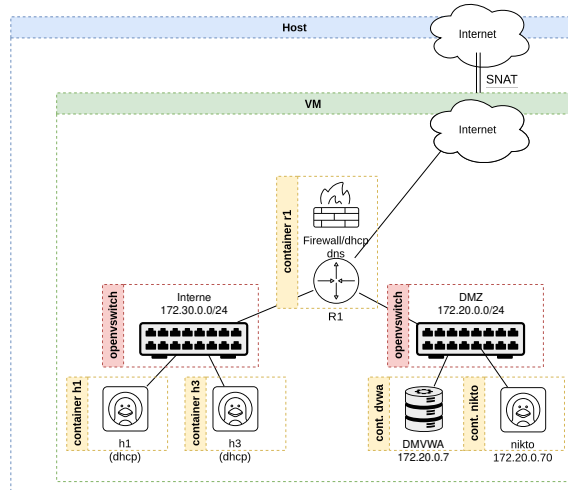 Host
Internet
SNAT
VM
Internet
container r1
Firewall/dhcp
dns
R1
openvswitch
Interne
172.30.0.0/24
openvswitch
DMZ
172.20.0.0/24
container h1
h1
(dhcp)
container h3
h3
(dhcp)
cont. dvwa
DMVWA
172.20.0.7
cont. nikto
nikto
172.20.0.70